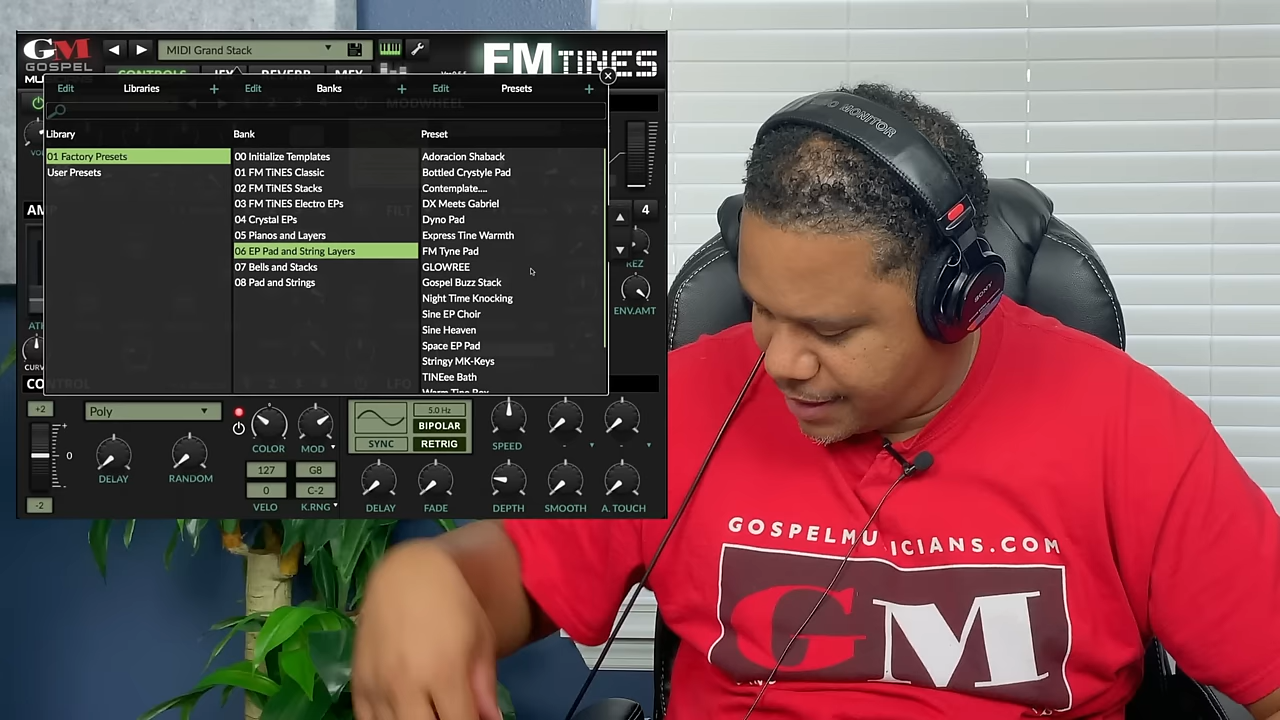 GM
GOSPEL
MIDI Grand Stack
FM TINES
CONTROLS
REVERB
Edit Libraries + Edit Banks + Edit Presets +
MODWHEEL
Library Bank Preset
01 Factory Presets
User Presets
00 Initialize Templates
01 FM TiNES Classic
02 FM TiNES Stacks
03 FM TiNES Electro EPs
04 Crystal EPs
05 Pianos and Layers
06 EP Pad and String Layers
07 Bells and Stacks
08 Pad and Strings
Adoracion Shaback
Bottled Crystyle Pad
Contemplate....
DX Meets Gabriel
Dyno Pad
Express Tine Warmth
FM Tyne Pad
GLOWREE
Gospel Buzz Stack
Night Time Knocking
Sine EP Choir
Sine Heaven
Space EP Pad
Stringy MK-Keys
TINEee Bath
4
REZ
ENV.AMT
LFO
+2
Poly
0
-2
DELAY
RANDOM
COLOR
MOD
127
G8
0
C-2
VELO
K.RNG
5.0 Hz
BIPOLAR
SYNC
RETRIG
SPEED
DELAY
FADE
DEPTH
SMOOTH
A. TOUCH
MONITOR
SONY
GOSPELMUSICIANS.COM
GM